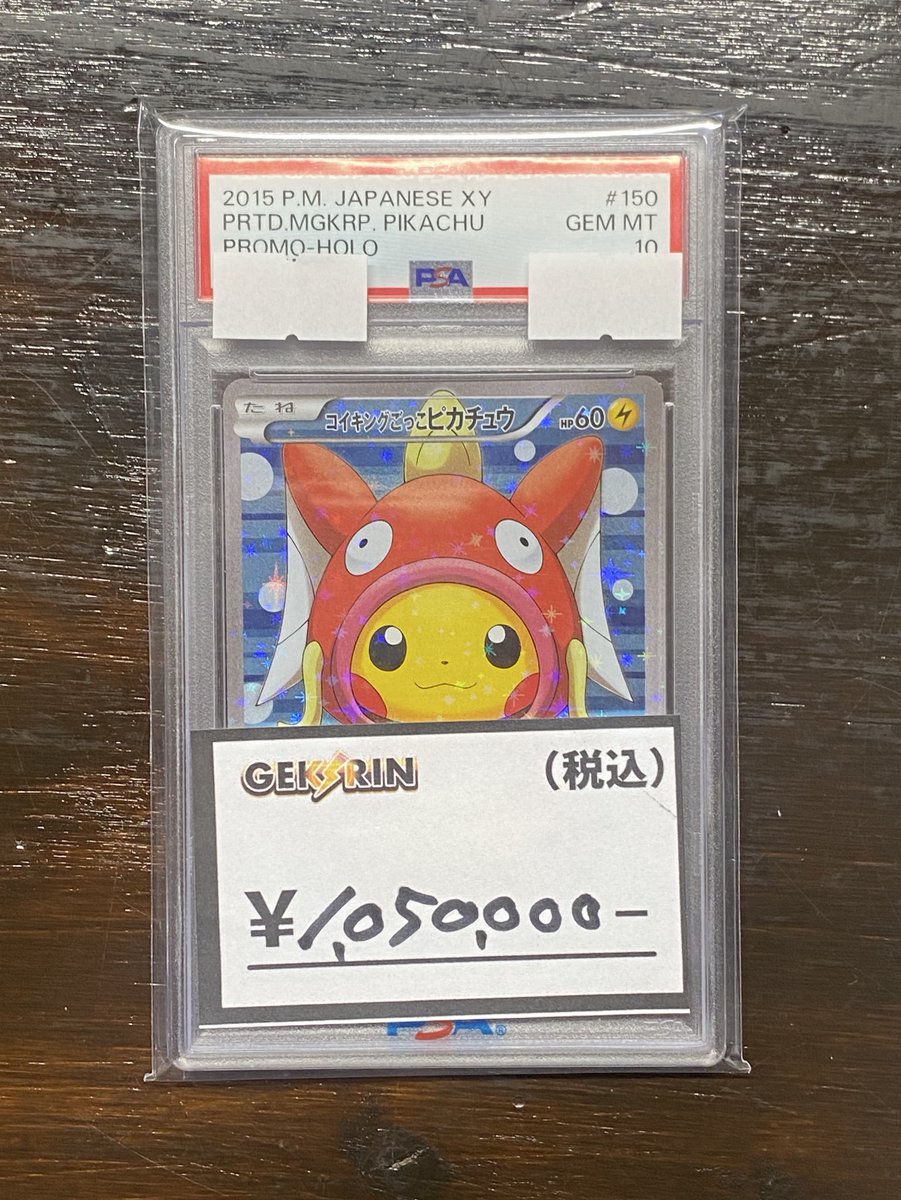 2015 P.M. JAPANESE XY #150
PRTD.MGKRP. PIKACHU GEM MT
PROMO-HOLO 10
PSA
たね コイキングごっこピカチュウ HP60
GEKIRIN (税込)
¥1,050,000-
PSA®